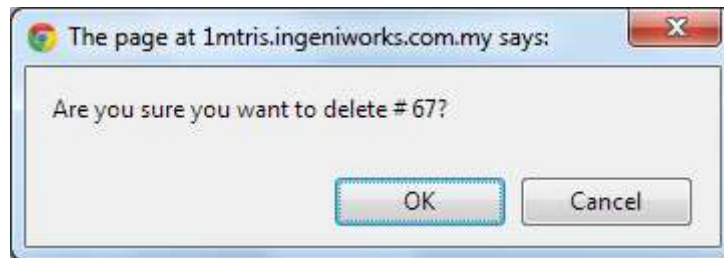 The page at 1mtris.ingeniworks.com.my says:
Are you sure you want to delete # 67?
OK Cancel